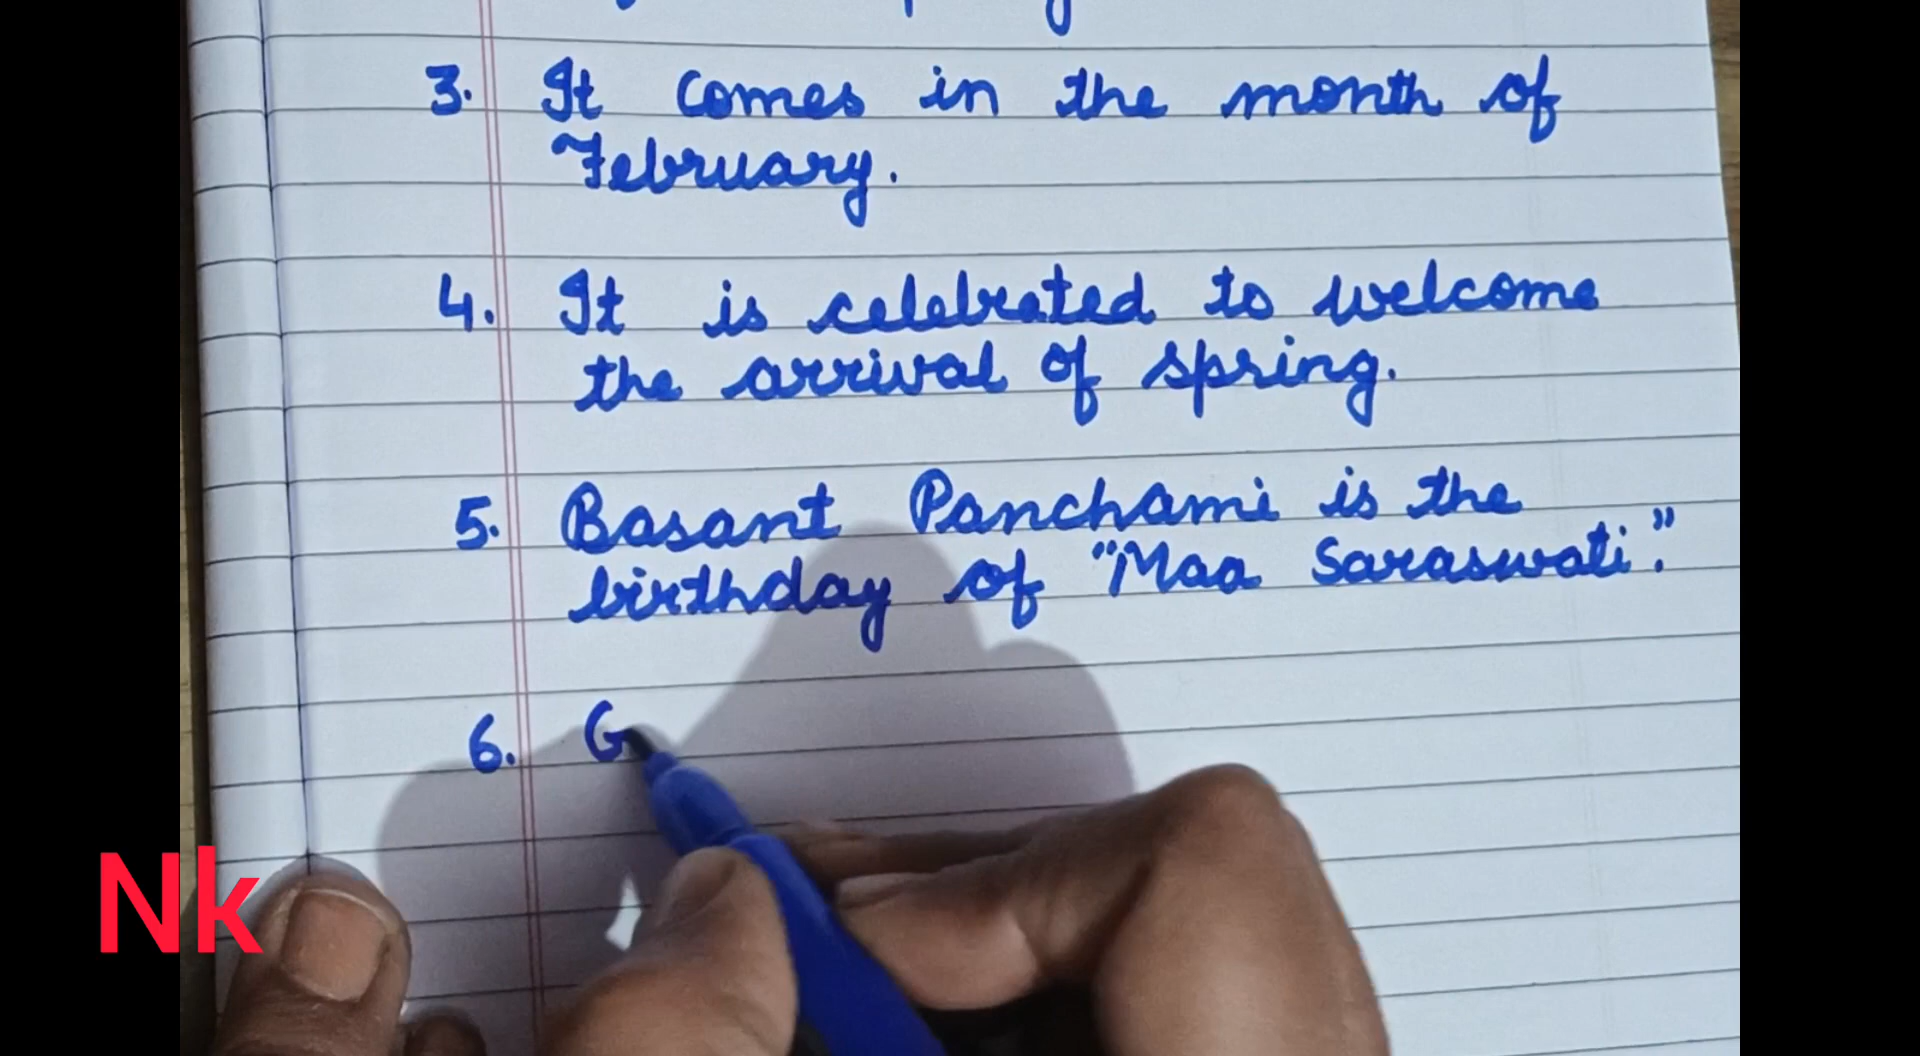 3. It comes in the month of
February.
4. It is celebrated to welcome
the arrival of spring.
5. Basant Panchami is the
birthday of "Maa Saraswati."
6. G
Nk